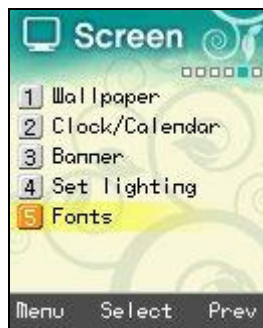 Screen
1 Wallpaper
2 Clock/Calendar
3 Banner
4 Set lighting
5 Fonts
Menu Select Prev